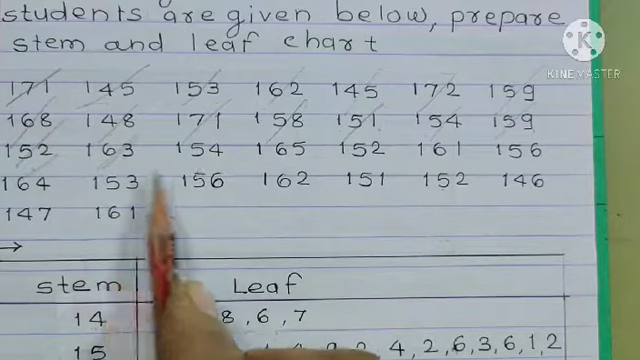 students are given below, prepare
stem and leaf chart
KINEMASTER
171 145 153 162 145 172 159
168 148 171 158 151 154 159
152 163 154 165 152 161 156
164 153 156 162 151 152 146
147 161
→
stem Leaf
14 8, 6, 7
15 4, 2, 6, 3, 6, 1, 2